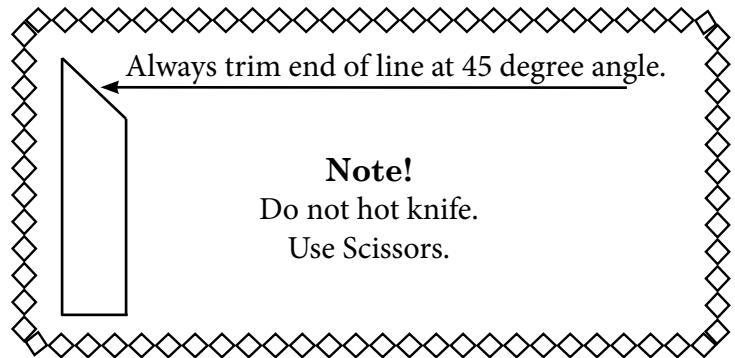 Always trim end of line at 45 degree angle.
Note!
Do not hot knife.
Use Scissors.